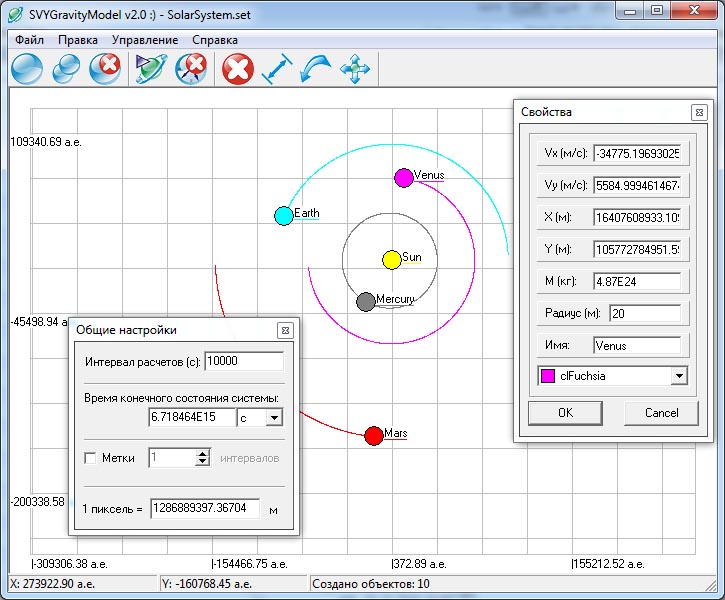 SVYGravityModel v2.0 :) - SolarSystem.set
Файл Правка Управление Справка
109340.69 а.е.
-45498.94 а
-200338.58
|-309306.38 а.е. |-154466.75 а.е. |372.89 а.е. |155212.52 а.е.
Venus
Earth
Sun
Mercury
Mars
Общие настройки
Интервал расчетов (с): 10000
Время конечного состояния системы:
6.718464E15 с
Метки 1 интервалов
1 пиксель = 1286889397.36704 м
Свойства
Vx (м/с): -34775.19693025
Vy (м/с): 5584.9994614674
X (м): 16407608933.10
Y (м): 105772784951.5
M (кг): 4.87E24
Радиус (м): 20
Имя: Venus
clFuchsia
OK Cancel
X: 273922.90 а.е. Y: -160768.45 а.е. Создано объектов: 10